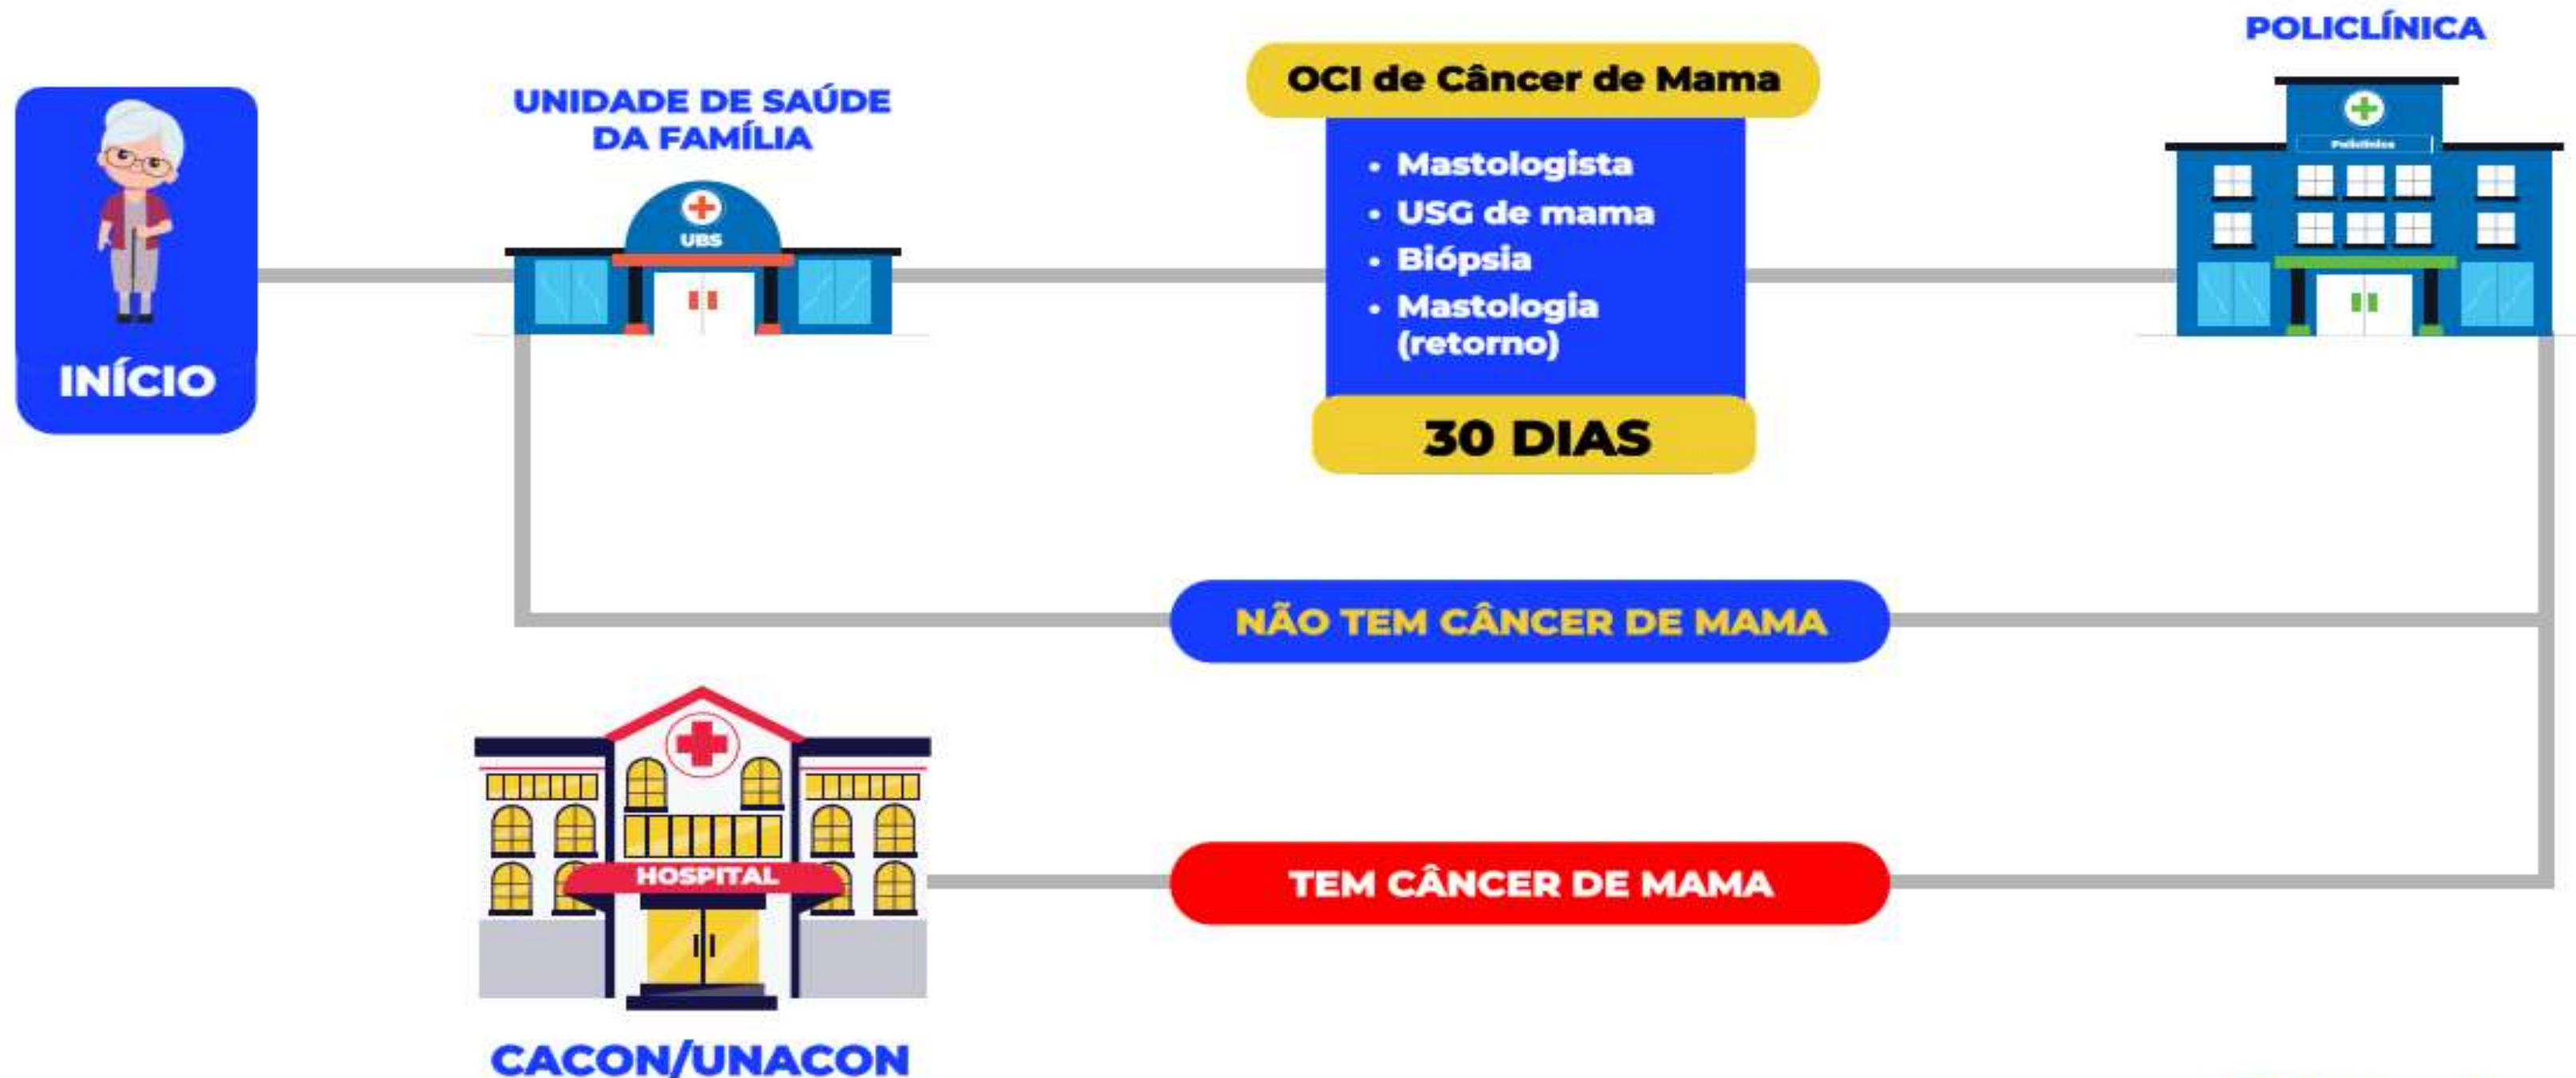 INÍCIO
UNIDADE DE SAÚDE
DA FAMÍLIA
UBS
OCI de Câncer de Mama
• Mastologista
• USG de mama
• Biópsia
• Mastologia
(retorno)
30 DIAS
POLICLÍNICA
Policlínica
NÃO TEM CÂNCER DE MAMA
TEM CÂNCER DE MAMA
HOSPITAL
CACON/UNACON